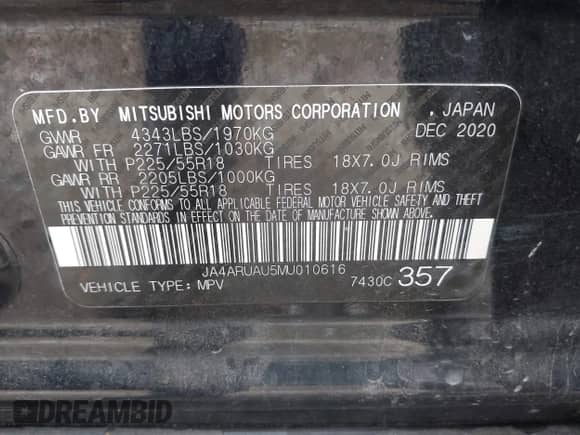 MFD.BY MITSUBISHI MOTORS CORPORATION , JAPAN
GVWR 4343LBS/1970KG DEC 2020
GAWR FR 2271LBS/1030KG
WITH P225/55R18 TIRES 18X7.0J RIMS
GAWR RR 2205LBS/1000KG
WITH P225/55R18 TIRES 18X7.0J RIMS
THIS VEHICLE CONFORMS TO ALL APPLICABLE FEDERAL MOTOR VEHICLE SAFETY AND THEFT
PREVENTION STANDARDS IN EFFECT ON THE DATE OF MANUFACTURE SHOWN ABOVE.
JA4ARUAU5MU010616
VEHICLE TYPE: MPV 7430C 357
DREAMBID